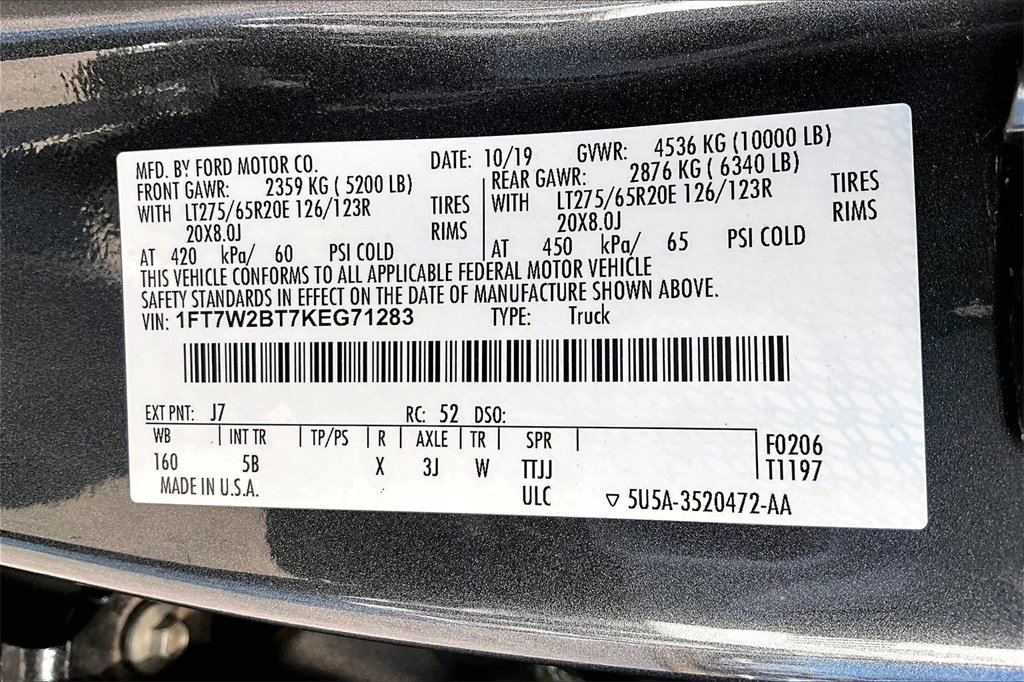 MFD. BY FORD MOTOR CO. DATE: 10/19 GVWR: 4536 KG (10000 LB)
FRONT GAWR: 2359 KG ( 5200 LB) REAR GAWR: 2876 KG ( 6340 LB)
WITH LT275/65R20E 126/123R TIRES WITH LT275/65R20E 126/123R TIRES
20X8.0J RIMS 20X8.0J RIMS
AT 420 kPa/ 60 PSI COLD AT 450 kPa/ 65 PSI COLD
THIS VEHICLE CONFORMS TO ALL APPLICABLE FEDERAL MOTOR VEHICLE
SAFETY STANDARDS IN EFFECT ON THE DATE OF MANUFACTURE SHOWN ABOVE.
VIN: 1FT7W2BT7KEG71283 TYPE: Truck
EXT PNT: J7 RC: 52 DSO:
WB INT TR TP/PS R AXLE TR SPR F0206
160 5B X 3J W TTJJ T1197
MADE IN U.S.A. ULC 5U5A-3520472-AA